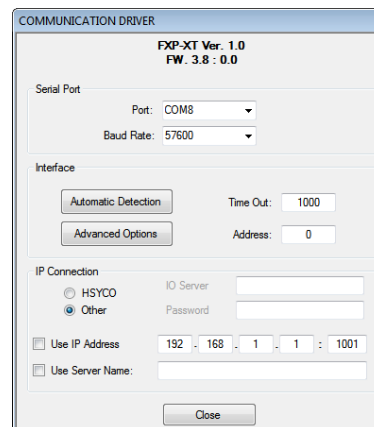 COMMUNICATION DRIVER
FXP-XT Ver. 1.0
FW. 3.8 : 0.0
Serial Port
Port: COM8
Baud Rate: 57600
Interface
Automatic Detection Time Out: 1000
Advanced Options Address: 0
IP Connection
HSYCO IO Server
Other Password
Use IP Address 192 . 168 . 1 . 1 : 1001
Use Server Name:
Close